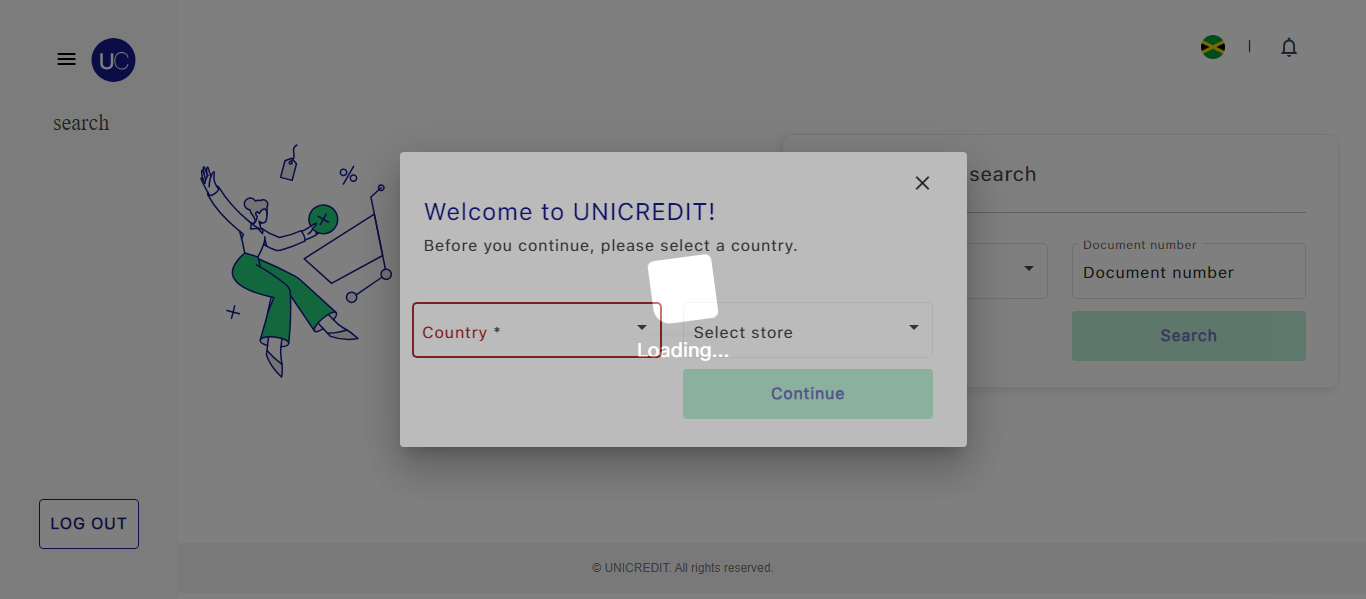 UC
search
search
Document number
Document number
Search
Welcome to UNICREDIT!
Before you continue, please select a country.
Country *
Select store
Loading...
Continue
LOG OUT
© UNICREDIT. All rights reserved.